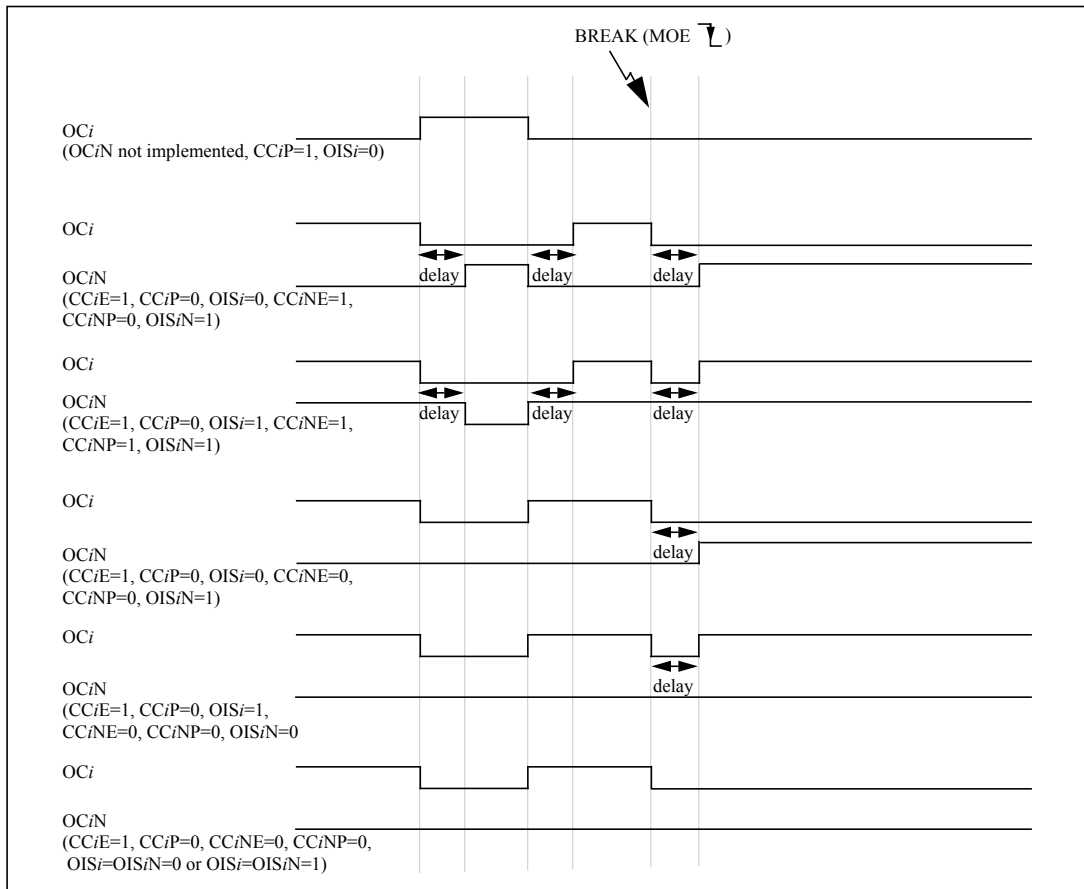 BREAK (MOE )
OCi
(OCiN not implemented, CCiP=1, OISi=0)
OCi
delay delay delay
OCiN
(CCiE=1, CCiP=0, OISi=0, CCiNE=1,
CCiNP=0, OISiN=1)
OCi
OCiN
delay delay delay
(CCiE=1, CCiP=0, OISi=1, CCiNE=1,
CCiNP=1, OISiN=1)
OCi
OCiN
delay
(CCiE=1, CCiP=0, OISi=0, CCiNE=0,
CCiNP=0, OISiN=1)
OCi
OCiN
delay
(CCiE=1, CCiP=0, OISi=1,
CCiNE=0, CCiNP=0, OISiN=0
OCi
OCiN
(CCiE=1, CCiP=0, CCiNE=0, CCiNP=0,
OISi=OISiN=0 or OISi=OISiN=1)